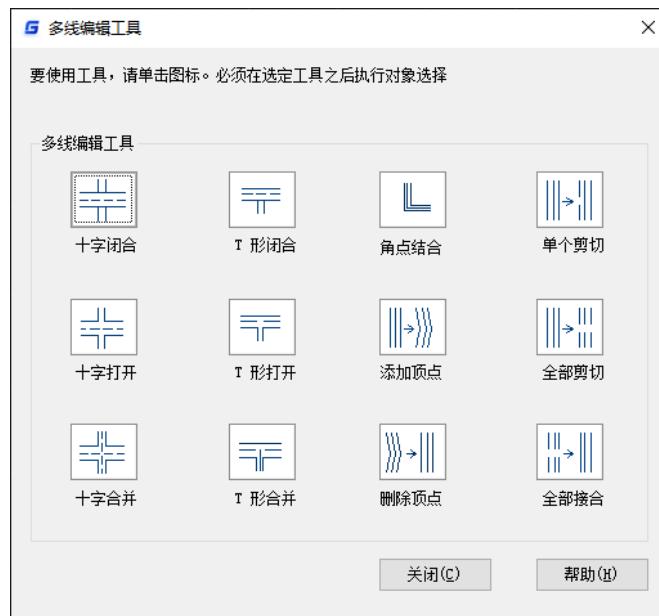 多线编辑工具
要使用工具，请单击图标。必须在选定工具之后执行对象选择
多线编辑工具
十字闭合 T 形闭合 角点结合 单个剪切
十字打开 T 形打开 添加顶点 全部剪切
十字合并 T 形合并 删除顶点 全部接合
关闭(C) 帮助(H)